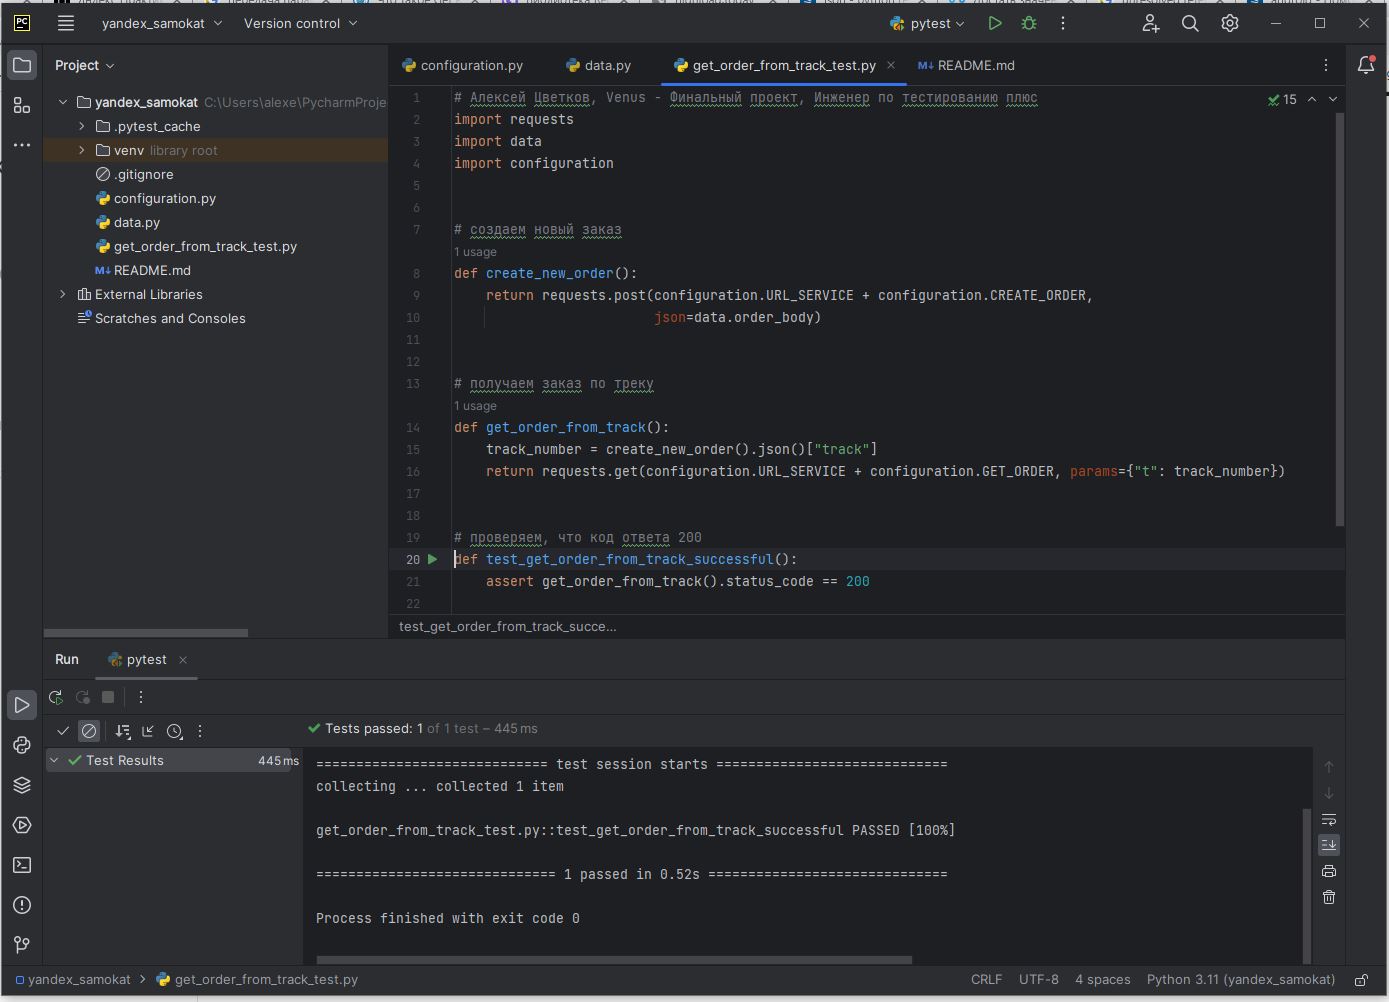 yandex_samokat Version control pytest
Project
configuration.py data.py get_order_from_track_test.py M↓ README.md
yandex_samokat C:\Users\alexe\PycharmProje
.pytest_cache
venv library root
.gitignore
configuration.py
data.py
get_order_from_track_test.py
M↓ README.md
External Libraries
Scratches and Consoles
15
1 # Алексей Цветков, Venus - Финальный проект, Инженер по тестированию плюс
2 import requests
3 import data
4 import configuration
5
6
7 # создаем новый заказ
1 usage
8 def create_new_order():
9 return requests.post(configuration.URL_SERVICE + configuration.CREATE_ORDER,
10 json=data.order_body)
11
12
13 # получаем заказ по треку
1 usage
14 def get_order_from_track():
15 track_number = create_new_order().json()["track"]
16 return requests.get(configuration.URL_SERVICE + configuration.GET_ORDER, params={"t": track_number})
17
18
19 # проверяем, что код ответа 200
20 def test_get_order_from_track_successful():
21 assert get_order_from_track().status_code == 200
22
test_get_order_from_track_succe...
Run pytest
Tests passed: 1 of 1 test – 445 ms
Test Results 445 ms
============================= test session starts =============================
collecting ... collected 1 item
get_order_from_track_test.py::test_get_order_from_track_successful PASSED [100%]
============================== 1 passed in 0.52s ==============================
Process finished with exit code 0
yandex_samokat > get_order_from_track_test.py CRLF UTF-8 4 spaces Python 3.11 (yandex_samokat)